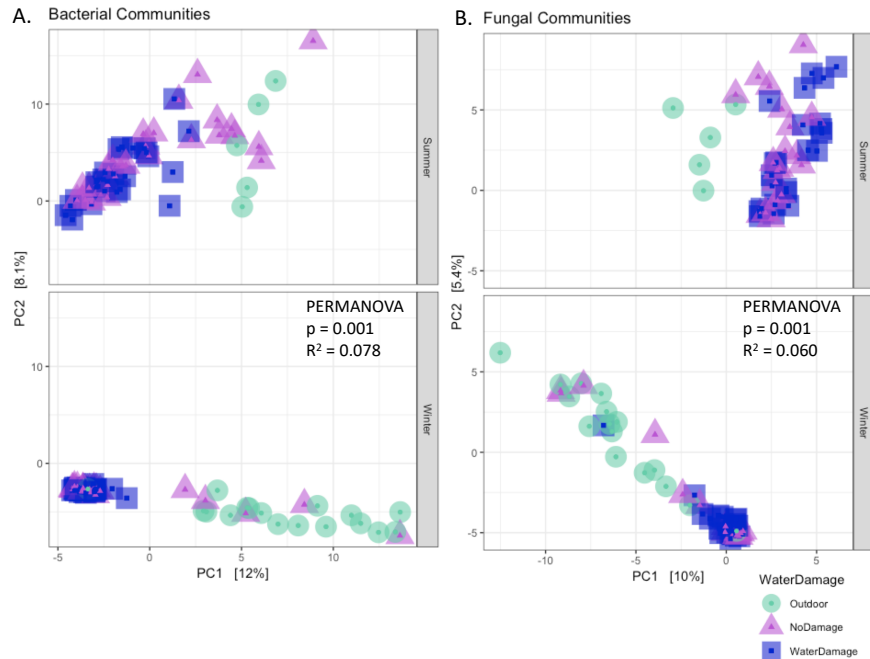 A.
Bacterial Communities
10
0
Summer
[8.1%]
PC2
PERMANOVA
p = 0.001
R² = 0.078
10
0
Winter
-5
0
5
10
PC1 [12%]
B.
Fungal Communities
5
0
-5
Summer
[5.4%]
PC2
PERMANOVA
p = 0.001
R² = 0.060
5
0
-5
Winter
-10
-5
0
5
PC1 [10%]
WaterDamage
Outdoor
NoDamage
WaterDamage